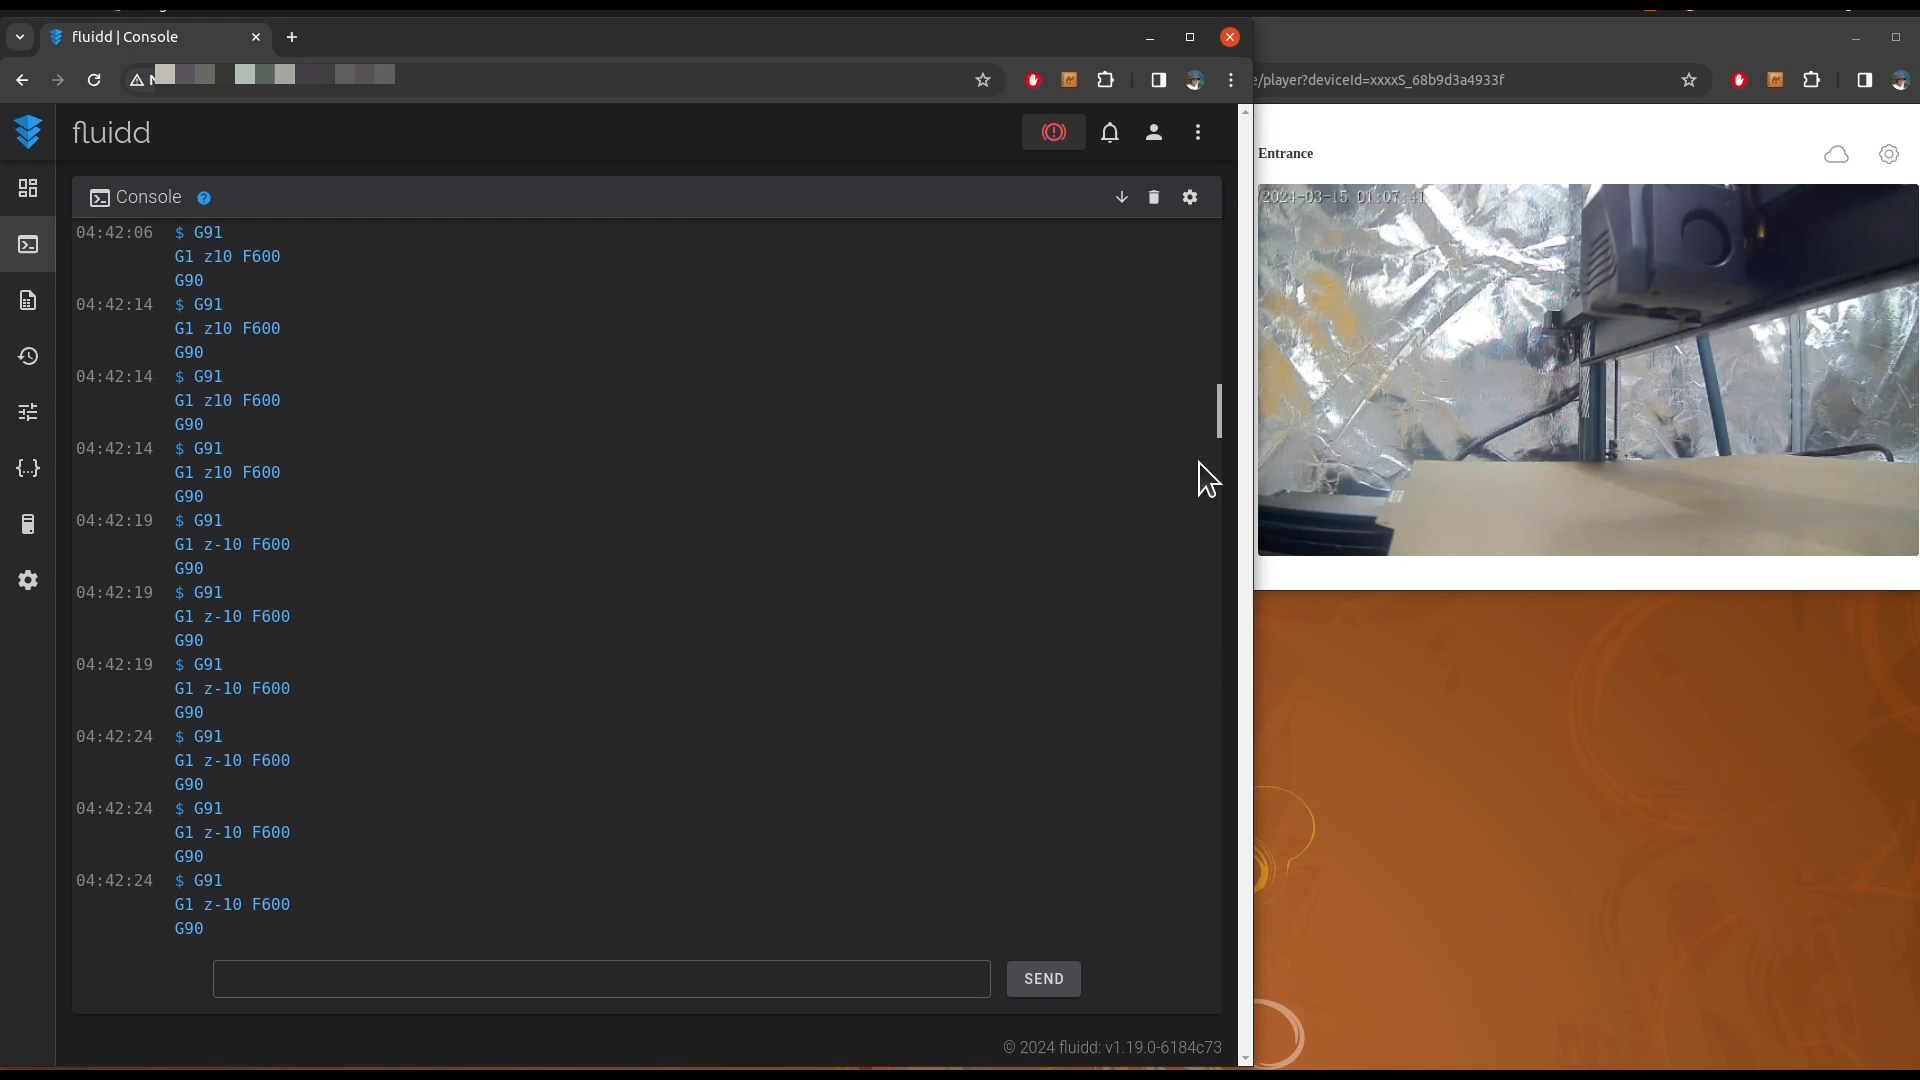 fluidd | Console
e/player?deviceId=xxxxS_68b9d3a4933f
fluidd
Console
04:42:06 $ G91
G1 z10 F600
G90
04:42:14 $ G91
G1 z10 F600
G90
04:42:14 $ G91
G1 z10 F600
G90
04:42:14 $ G91
G1 z10 F600
G90
04:42:19 $ G91
G1 z-10 F600
G90
04:42:19 $ G91
G1 z-10 F600
G90
04:42:19 $ G91
G1 z-10 F600
G90
04:42:24 $ G91
G1 z-10 F600
G90
04:42:24 $ G91
G1 z-10 F600
G90
04:42:24 $ G91
G1 z-10 F600
G90
SEND
© 2024 fluidd: v1.19.0-6184c73
Entrance
2024-03-15 01:07:41